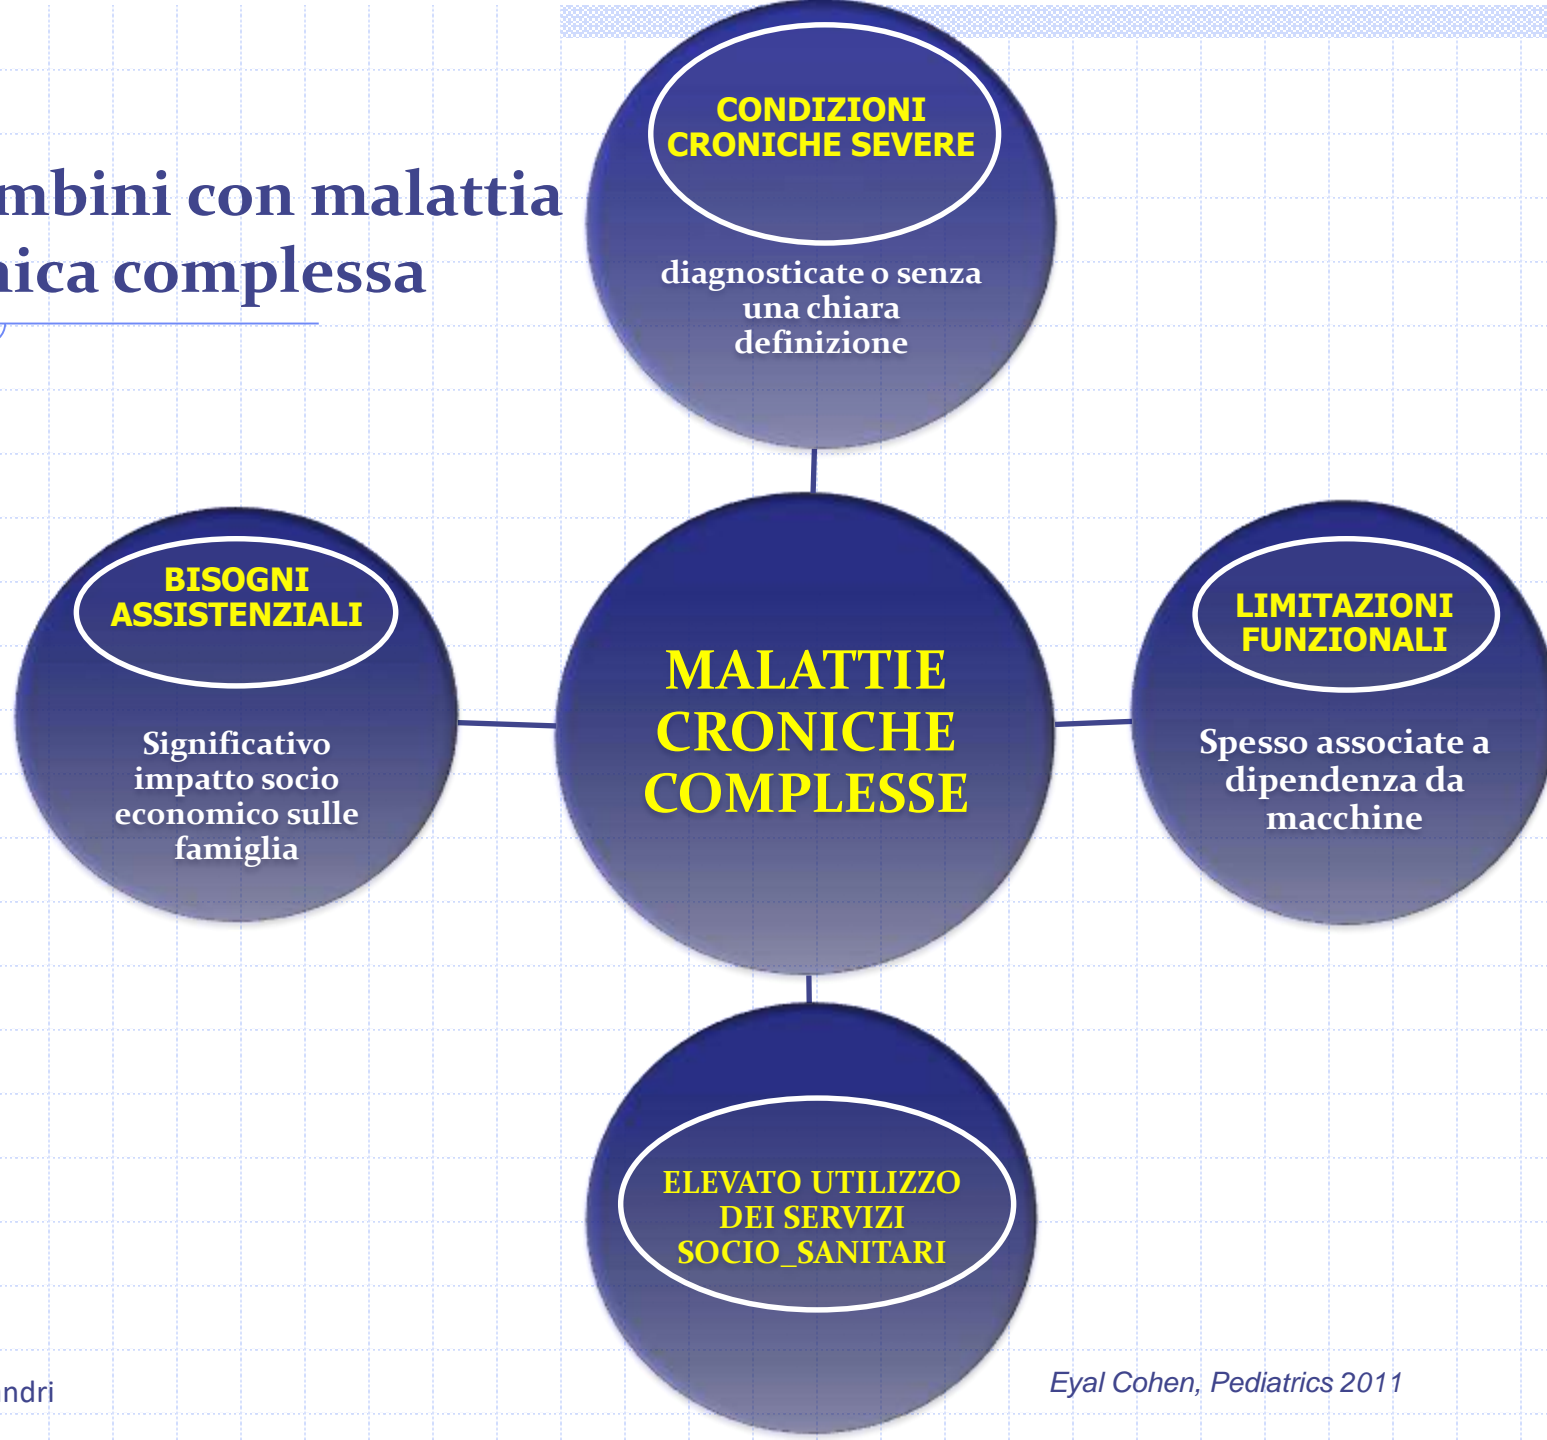 CONDIZIONI
CRONICHE SEVERE
mbini con malattia
nica complessa
diagnosticate o senza
una chiara
definizione
BISOGNI
ASSISTENZIALI
Significativo
impatto socio
economico sulle
famiglia
MALATTIE
CRONICHE
COMPLESSE
LIMITAZIONI
FUNZIONALI
Spesso associate a
dipendenza da
macchine
ELEVATO UTILIZZO
DEI SERVIZI
SOCIO_SANITARI
ndri
Eyal Cohen, Pediatrics 2011